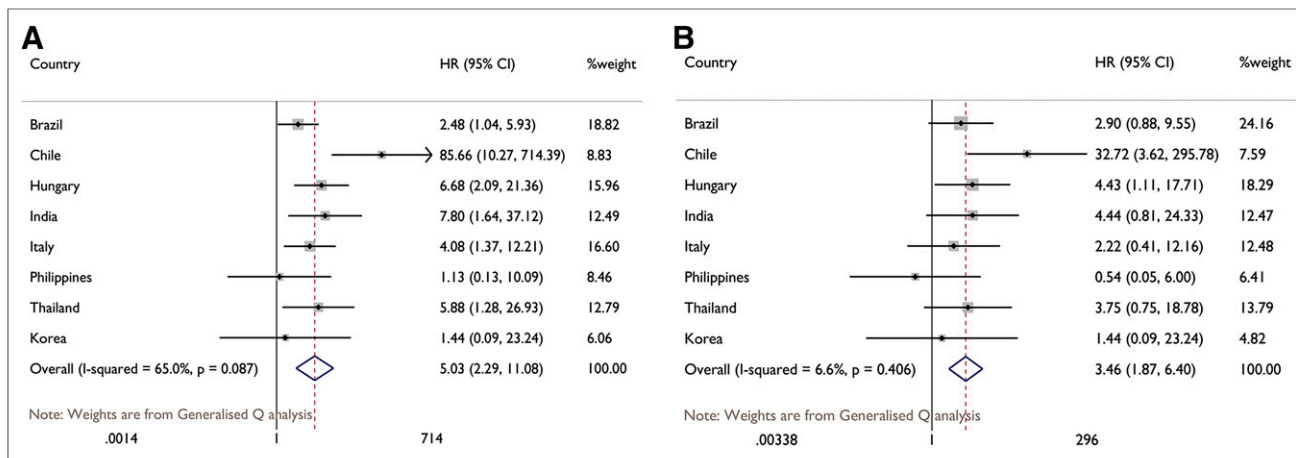 A
Country HR (95% CI) %weight
Brazil 2.48 (1.04, 5.93) 18.82
Chile 85.66 (10.27, 714.39) 8.83
Hungary 6.68 (2.09, 21.36) 15.96
India 7.80 (1.64, 37.12) 12.49
Italy 4.08 (1.37, 12.21) 16.60
Philippines 1.13 (0.13, 10.09) 8.46
Thailand 5.88 (1.28, 26.93) 12.79
Korea 1.44 (0.09, 23.24) 6.06
Overall (I-squared = 65.0%, p = 0.087) 5.03 (2.29, 11.08) 100.00
Note: Weights are from Generalised Q analysis
.0014 1 714
B
Country HR (95% CI) %weight
Brazil 2.90 (0.88, 9.55) 24.16
Chile 32.72 (3.62, 295.78) 7.59
Hungary 4.43 (1.11, 17.71) 18.29
India 4.44 (0.81, 24.33) 12.47
Italy 2.22 (0.41, 12.16) 12.48
Philippines 0.54 (0.05, 6.00) 6.41
Thailand 3.75 (0.75, 18.78) 13.79
Korea 1.44 (0.09, 23.24) 4.82
Overall (I-squared = 6.6%, p = 0.406) 3.46 (1.87, 6.40) 100.00
Note: Weights are from Generalised Q analysis
.00338 1 296